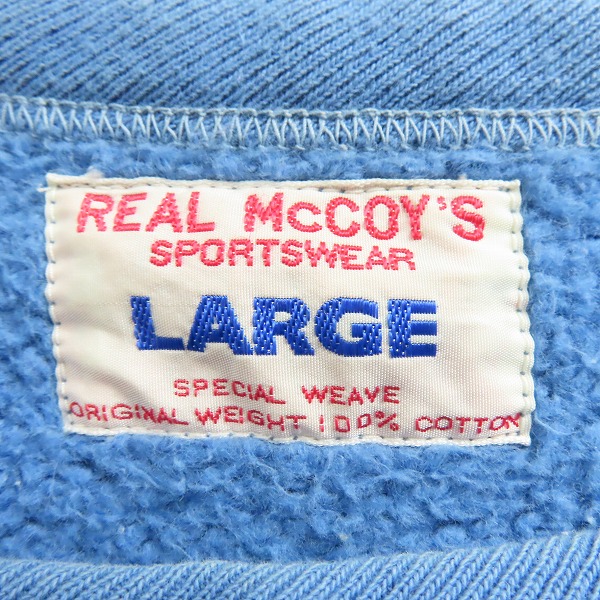 REAL McCOY'S
SPORTSWEAR
LARGE
SPECIAL WEAVE
ORIGINAL WEIGHT 100% COTTON